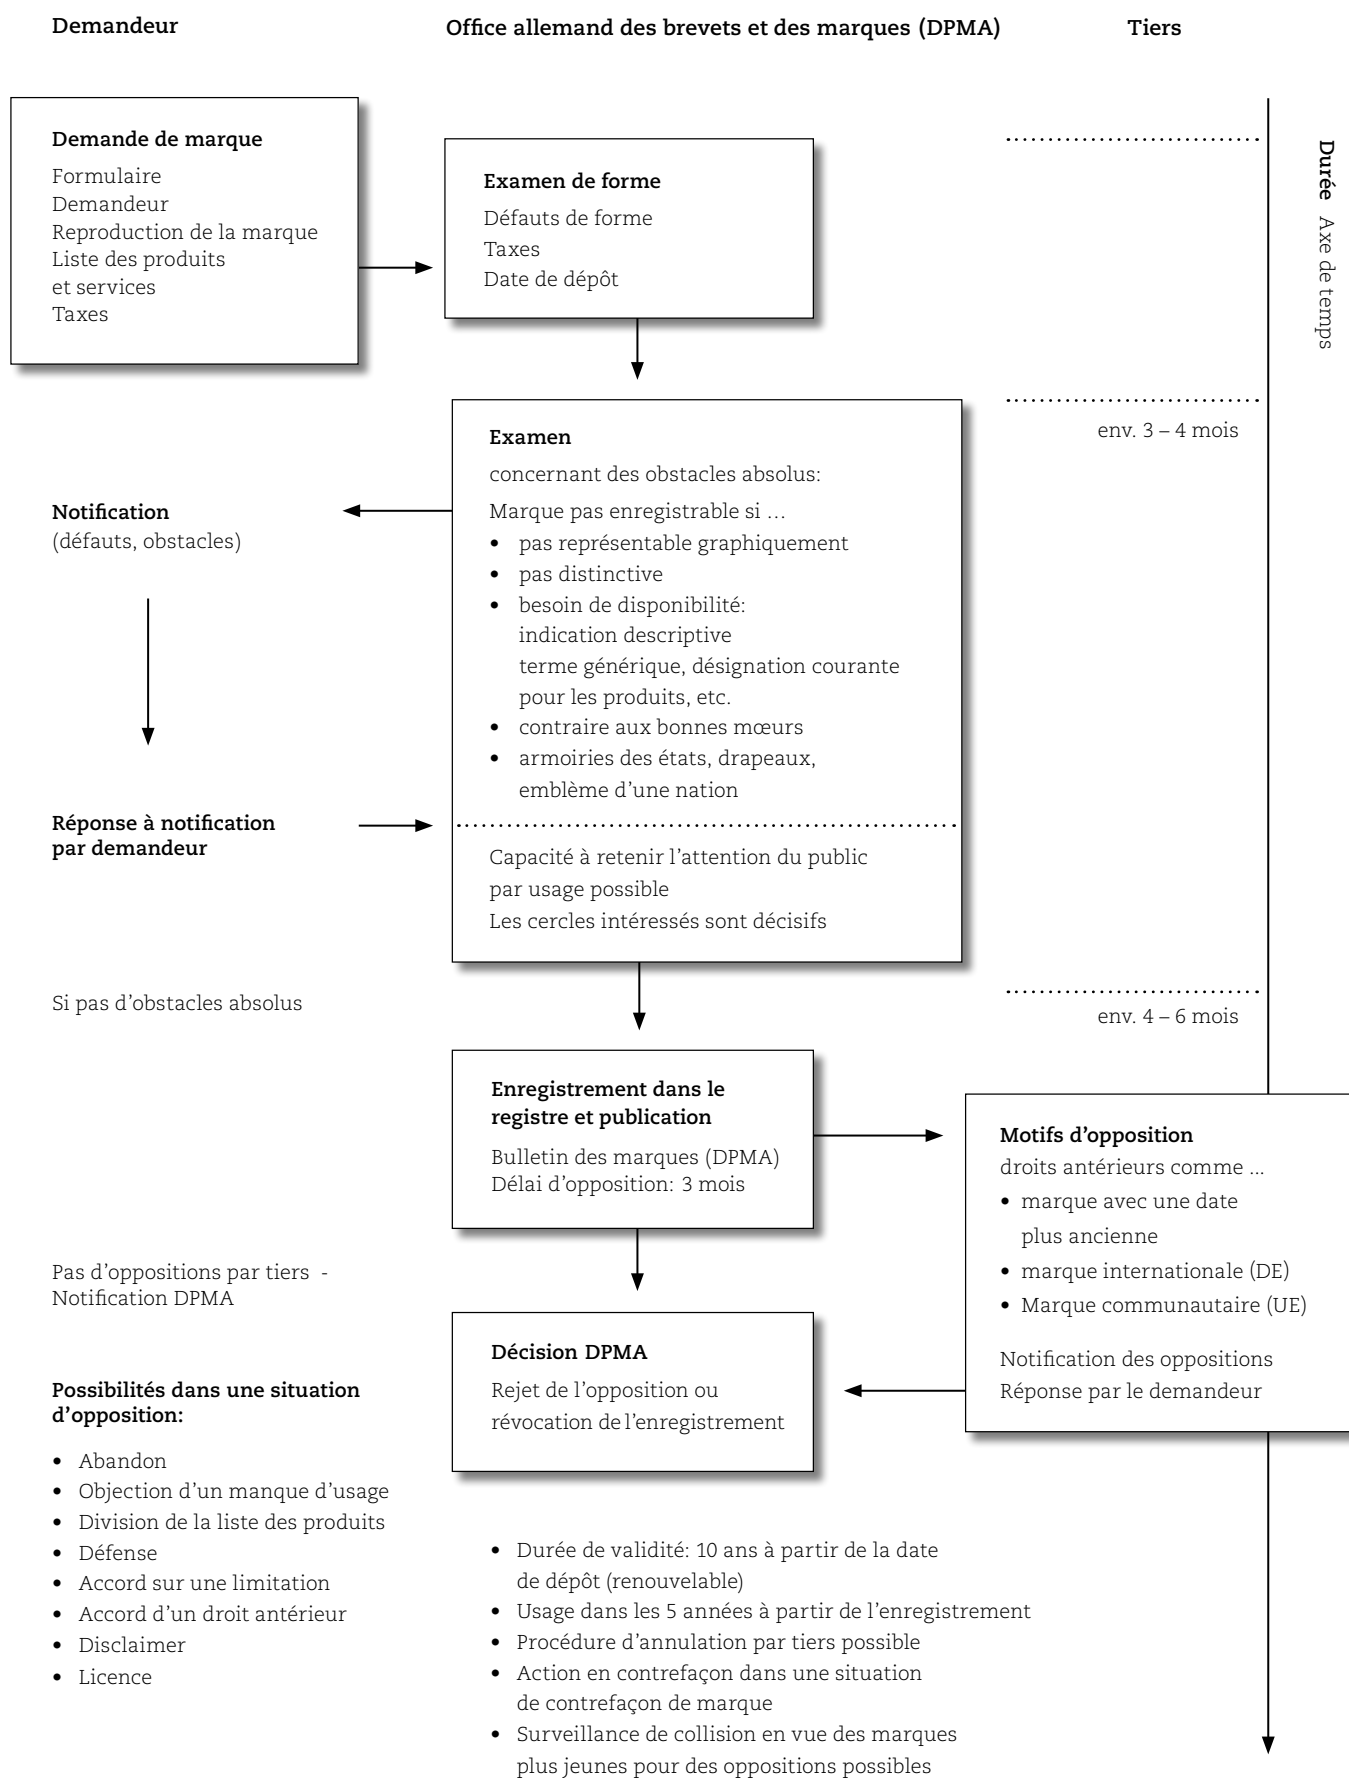 Demandeur
Office allemand des brevets et des marques (DPMA)
Tiers
Demande de marque
Formulaire
Demandeur
Reproduction de la marque
Liste des produits
et services
Taxes
Examen de forme
Défauts de forme
Taxes
Date de dépôt
Durée Axe de temps
env. 3 – 4 mois
Examen
concernant des obstacles absolus:
Marque pas enregistrable si …
• pas représentable graphiquement
• pas distinctive
• besoin de disponibilité:
indication descriptive
terme générique, désignation courante
pour les produits, etc.
• contraire aux bonnes mœurs
• armoiries des états, drapeaux,
emblème d’une nation
Capacité à retenir l’attention du public
par usage possible
Les cercles intéressés sont décisifs
Notification
(défauts, obstacles)
Réponse à notification
par demandeur
Si pas d’obstacles absolus
env. 4 – 6 mois
Enregistrement dans le
registre et publication
Bulletin des marques (DPMA)
Délai d’opposition: 3 mois
Motifs d’opposition
droits antérieurs comme ...
• marque avec une date
plus ancienne
• marque internationale (DE)
• Marque communautaire (UE)
Notification des oppositions
Réponse par le demandeur
Pas d’oppositions par tiers -
Notification DPMA
Décision DPMA
Rejet de l’opposition ou
révocation de l’enregistrement
Possibilités dans une situation
d’opposition:
• Abandon
• Objection d’un manque d’usage
• Division de la liste des produits
• Défense
• Accord sur une limitation
• Accord d’un droit antérieur
• Disclaimer
• Licence
• Durée de validité: 10 ans à partir de la date
de dépôt (renouvelable)
• Usage dans les 5 années à partir de l’enregistrement
• Procédure d’annulation par tiers possible
• Action en contrefaçon dans une situation
de contrefaçon de marque
• Surveillance de collision en vue des marques
plus jeunes pour des oppositions possibles